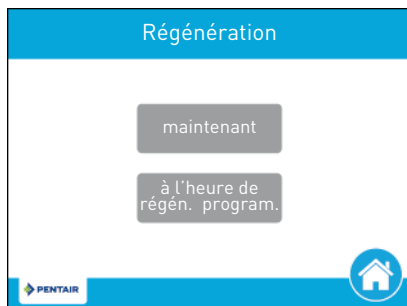 Régénération
maintenant
à l'heure de
régén. program.
PENTAIR